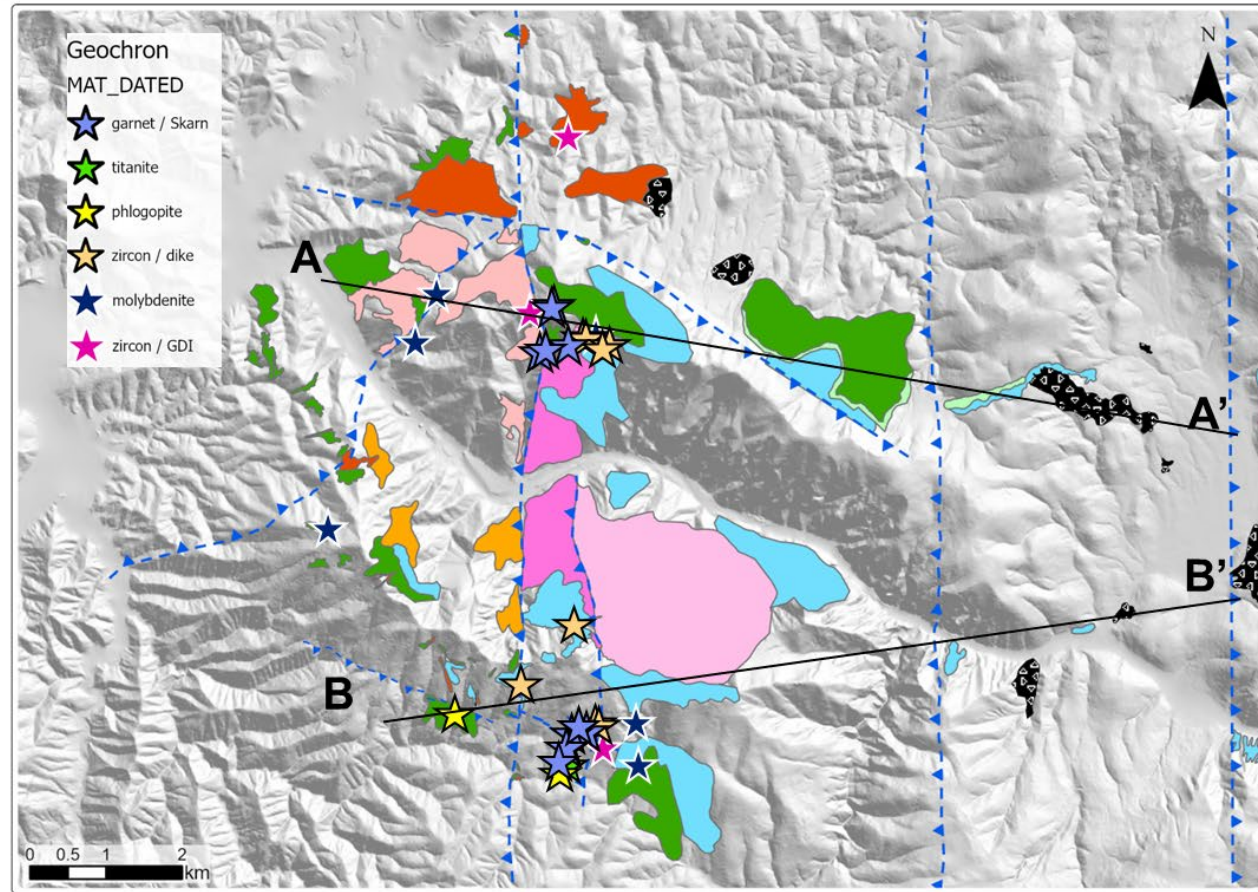 Geochron
MAT_DATED
garnet / Skarn
titanite
phlogopite
zircon / dike
molybdenite
zircon / GDI
N
A
A’
B’
B
0 0.5 1 2
km